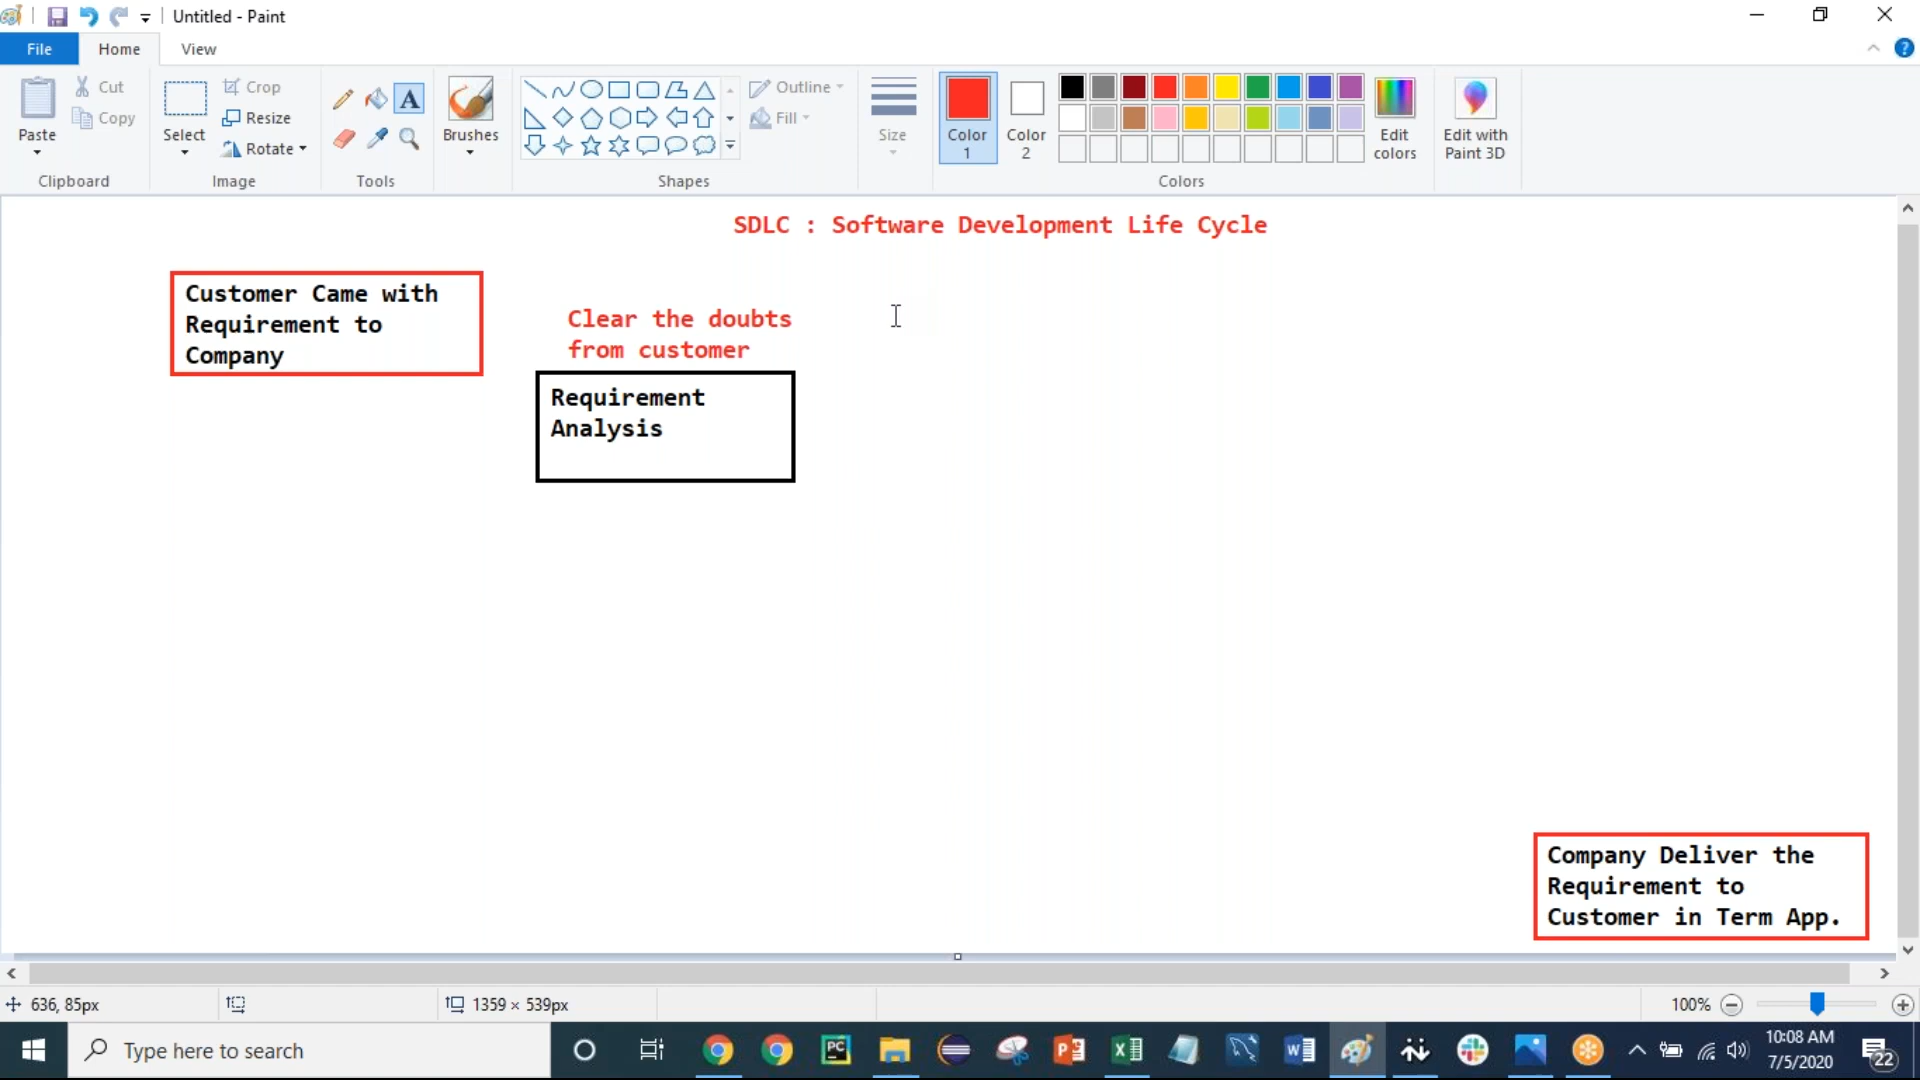 Untitled - Paint
File Home View
Paste
Cut
Copy
Clipboard
Select
Crop
Resize
Rotate
Image
A
Tools
Brushes
Outline
Fill
Shapes
Size
Color 1
Color 2
Edit colors
Colors
Edit with Paint 3D
SDLC : Software Development Life Cycle
Customer Came with
Requirement to
Company
Clear the doubts
from customer
Requirement
Analysis
Company Deliver the
Requirement to
Customer in Term App.
636, 85px
1359 × 539px
100%
Type here to search
PC
10:08 AM
7/5/2020
22